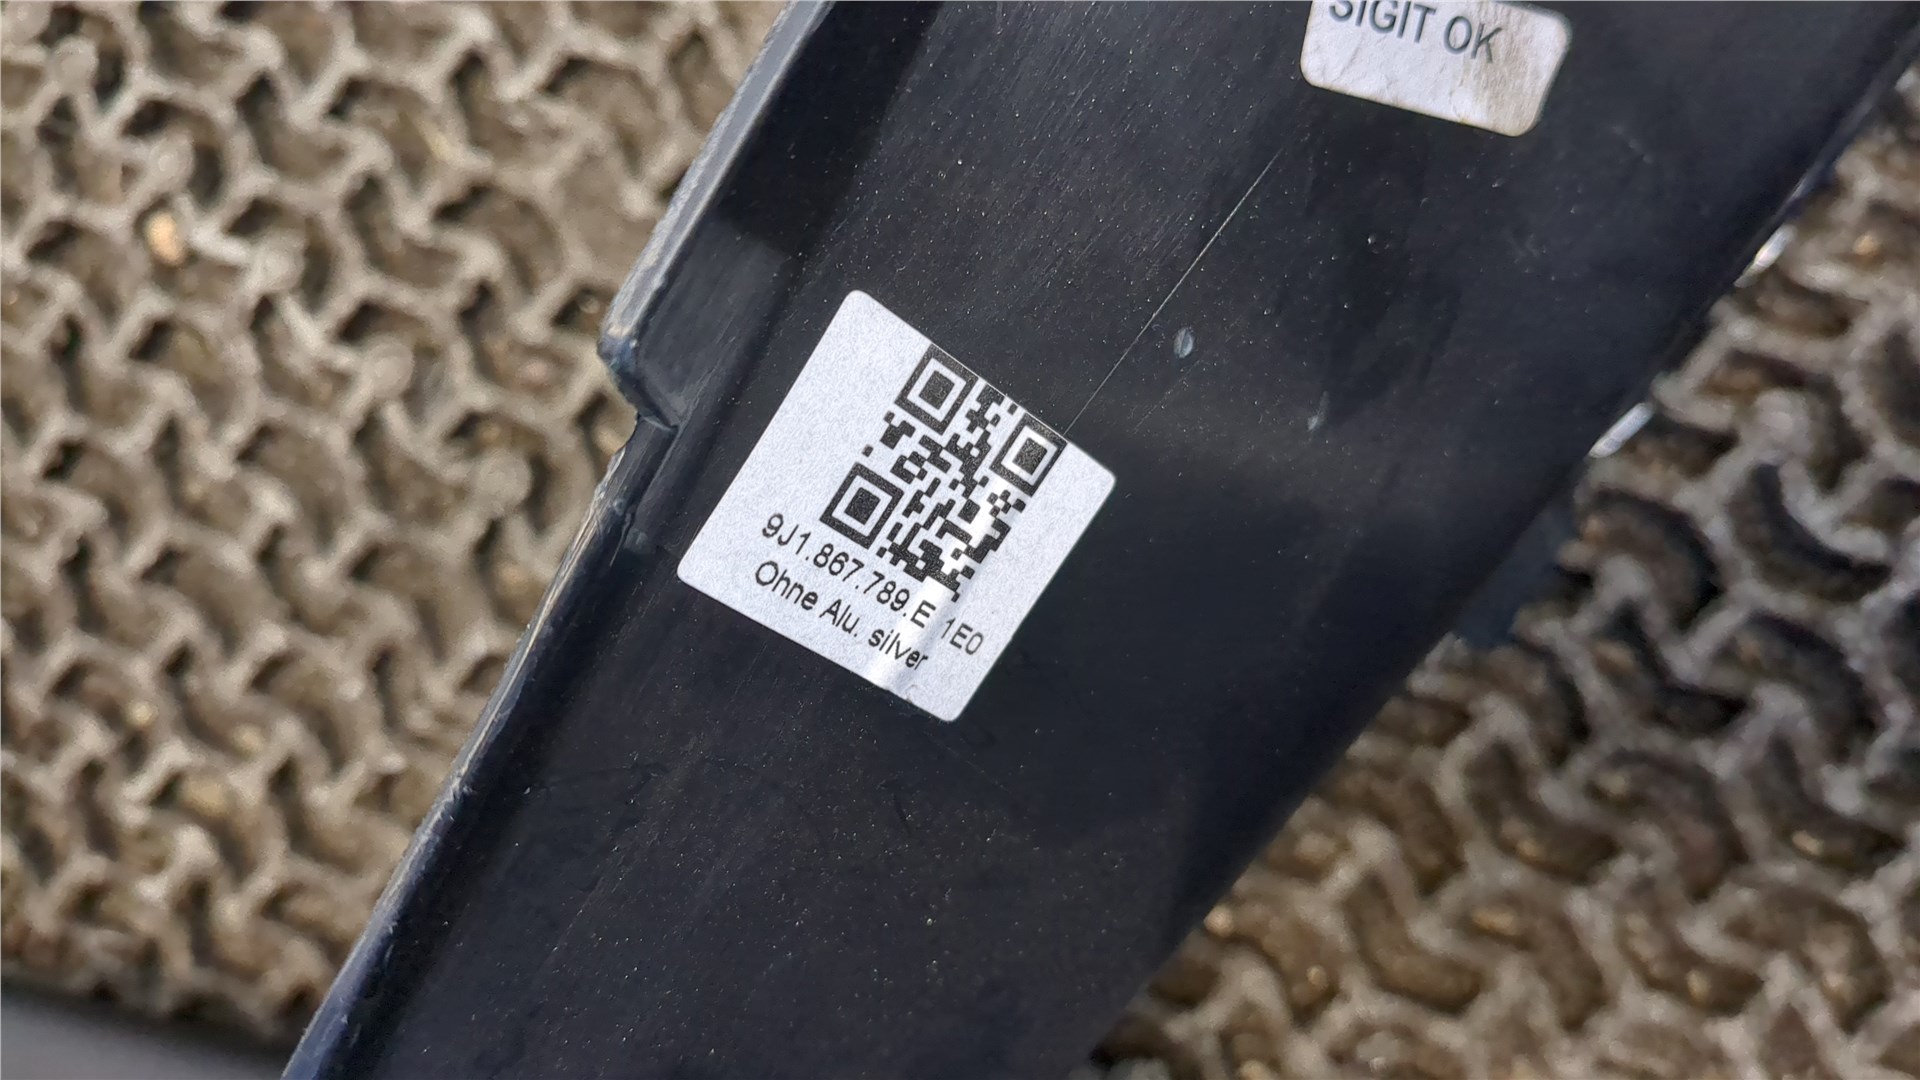 SIGIT OK
9J1.867.789.E 1E0
Ohne Alu. silver